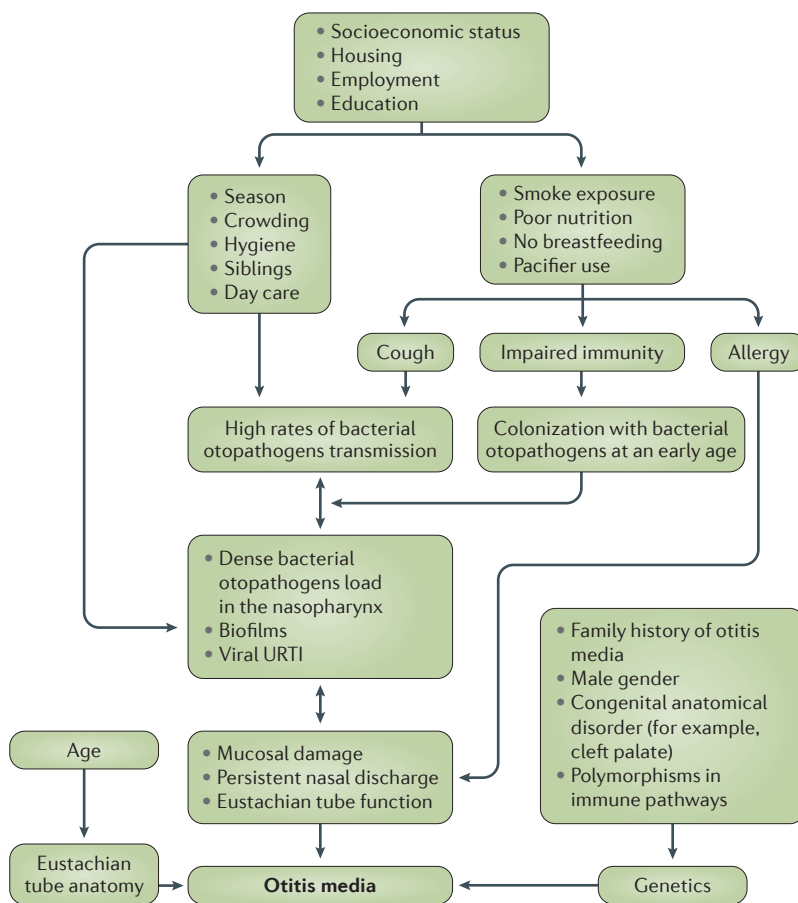 • Socioeconomic status
• Housing
• Employment
• Education
• Season
• Crowding
• Hygiene
• Siblings
• Day care
• Smoke exposure
• Poor nutrition
• No breastfeeding
• Pacifier use
Cough
Impaired immunity
Allergy
High rates of bacterial
otopathogens transmission
Colonization with bacterial
otopathogens at an early age
• Dense bacterial
otopathogens load
in the nasopharynx
• Biofilms
• Viral URTI
• Family history of otitis
media
• Male gender
• Congenital anatomical
disorder (for example,
cleft palate)
• Polymorphisms in
immune pathways
Age
• Mucosal damage
• Persistent nasal discharge
• Eustachian tube function
Eustachian
tube anatomy
Otitis media
Genetics